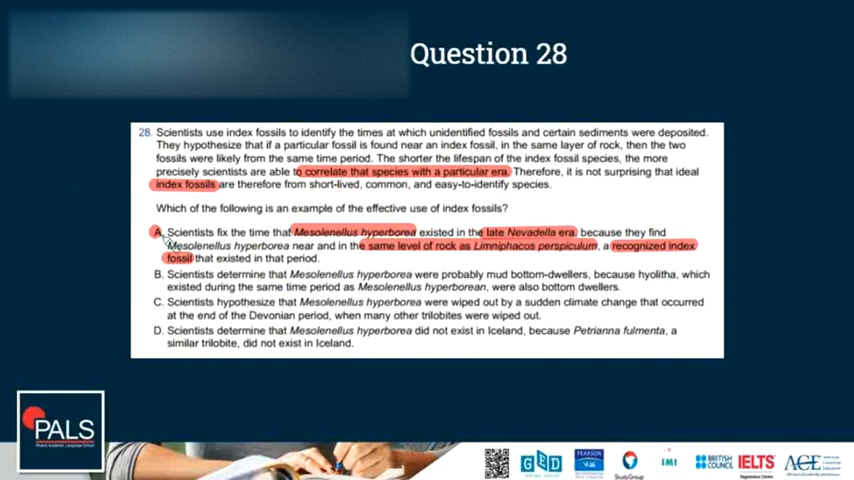 Question 28
28. Scientists use index fossils to identify the times at which unidentified fossils and certain sediments were deposited.
They hypothesize that if a particular fossil is found near an index fossil, in the same layer of rock, then the two
fossils were likely from the same time period. The shorter the lifespan of the index fossil species, the more
precisely scientists are able to correlate that species with a particular era. Therefore, it is not surprising that ideal
index fossils are therefore from short-lived, common, and easy-to-identify species.
Which of the following is an example of the effective use of index fossils?
A. Scientists fix the time that Mesolenellus hyperborea existed in the late Nevadella era, because they find
Mesolenellus hyperborea near and in the same level of rock as Limniphacos perspiculum, a recognized index
fossil that existed in that period.
B. Scientists determine that Mesolenellus hyperborea were probably mud bottom-dwellers, because hyolitha, which
existed during the same time period as Mesolenellus hyperborean, were also bottom dwellers.
C. Scientists hypothesize that Mesolenellus hyperborea were wiped out by a sudden climate change that occurred
at the end of the Devonian period, when many other trilobites were wiped out.
D. Scientists determine that Mesolenellus hyperborea did not exist in Iceland, because Petrianna fulmenta, a
similar trilobite, did not exist in Iceland.
PALS
GED
PEARSON
VUE
StudyGroup
IMI
BRITISH
COUNCIL
IELTS
ACE